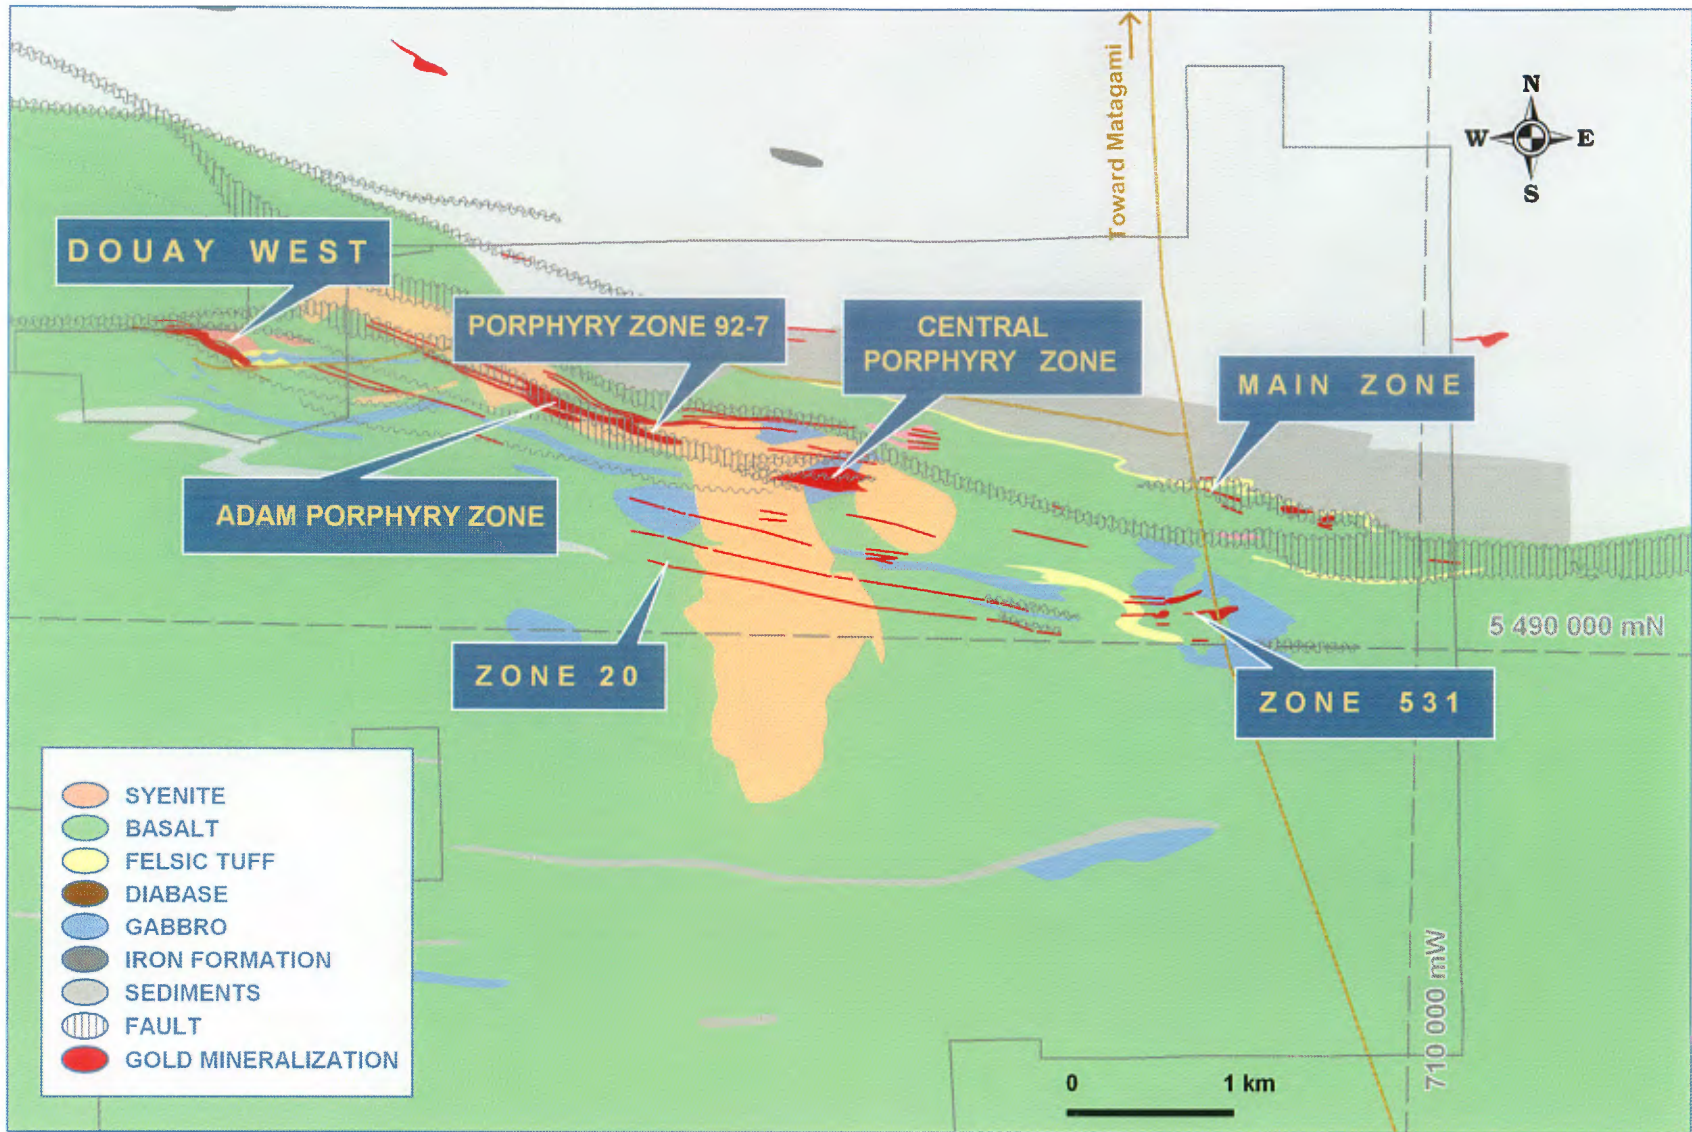 Toward Matagami
N
W E
S
DOUAY WEST
PORPHYRY ZONE 92-7
CENTRAL
PORPHYRY ZONE
MAIN ZONE
ADAM PORPHYRY ZONE
5 490 000 mN
ZONE 20
ZONE 531
SYENITE
BASALT
FELSIC TUFF
DIABASE
GABBRO
IRON FORMATION
SEDIMENTS
FAULT
GOLD MINERALIZATION
710 000 mW
0 1 km